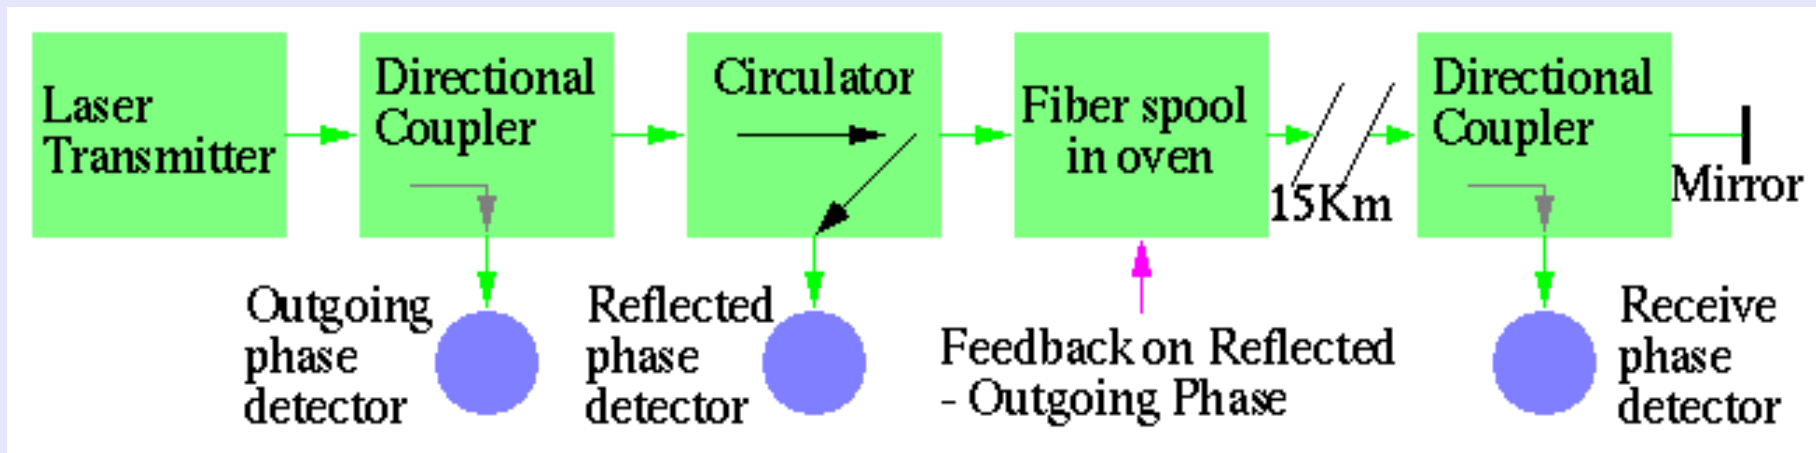 Laser
Transmitter
Directional
Coupler
Circulator
Fiber spool
in oven
15Km
Directional
Coupler
Mirror
Outgoing
phase
detector
Reflected
phase
detector
Feedback on Reflected
- Outgoing Phase
Receive
phase
detector